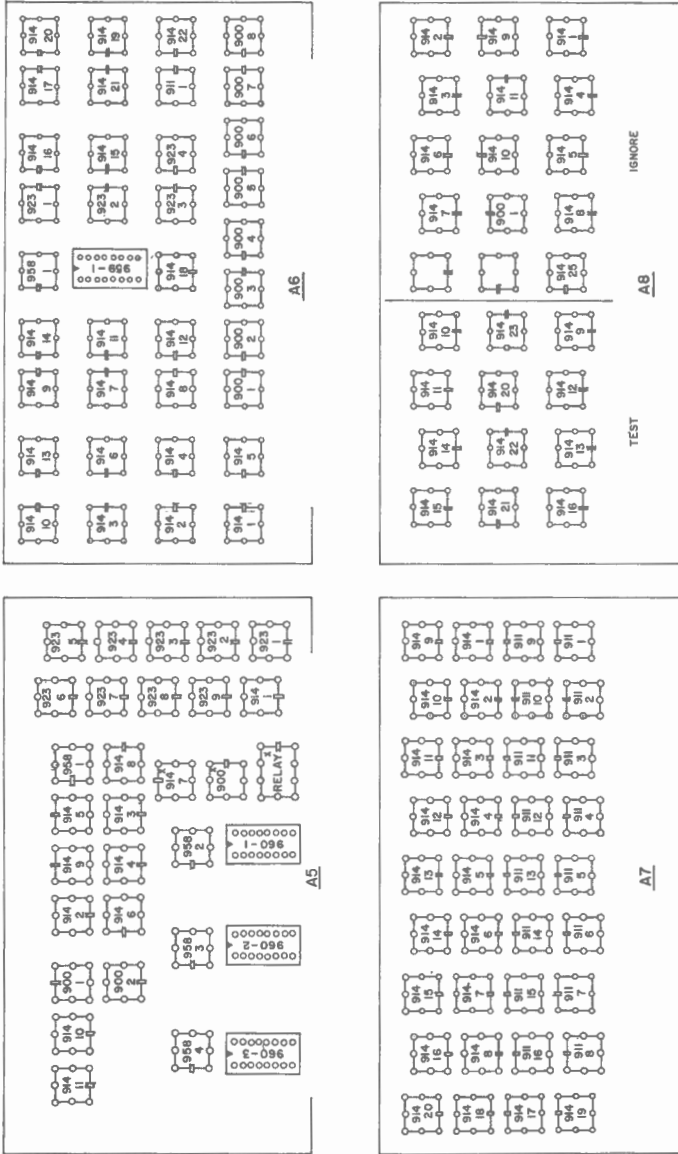 914 914 900 914 914 914 958 923 923
11 10 1 2 9 5 1 6 5
900 914 914 914 914 923 923
2 6 4 3 8 7 4
958 958 958 914 X 923 923
4 3 2 7 8 3
900 X 923 923
9 2
960-3 960-2 960-1 RELAY X 914 923
1 1
A5
914 914 914 914 958 923 914 914 914
10 13 9 14 1 1 16 17 20
914 914 914 914 958-1 923 914 914 914
3 6 7 11 2 15 21 19
914 914 914 914 914 923 923 911 914
2 4 8 12 18 3 4 1 22
914 914 900 900 900 900 900 900 900 900
1 5 1 2 3 4 5 6 7 8
A6
914 914 914 914 914 914 914 914 914
20 16 15 14 13 12 11 10 9
914 914 914 914 914 914 914 914 914
18 8 7 6 5 4 3 2 1
914 911 911 911 911 911 911 911 911
17 16 15 14 13 12 11 10 9
914 911 911 911 911 911 911 911 911
19 8 7 6 5 4 3 2 1
A7
914 914 914 914 914 914 914 914
15 14 11 10 7 6 3 2
914 914 914 914 900 914 914 914
21 22 20 23 1 10 11 9
914 914 914 914 914 914 914 914 914
16 13 12 9 25 8 5 4 1
TEST IGNORE
A8